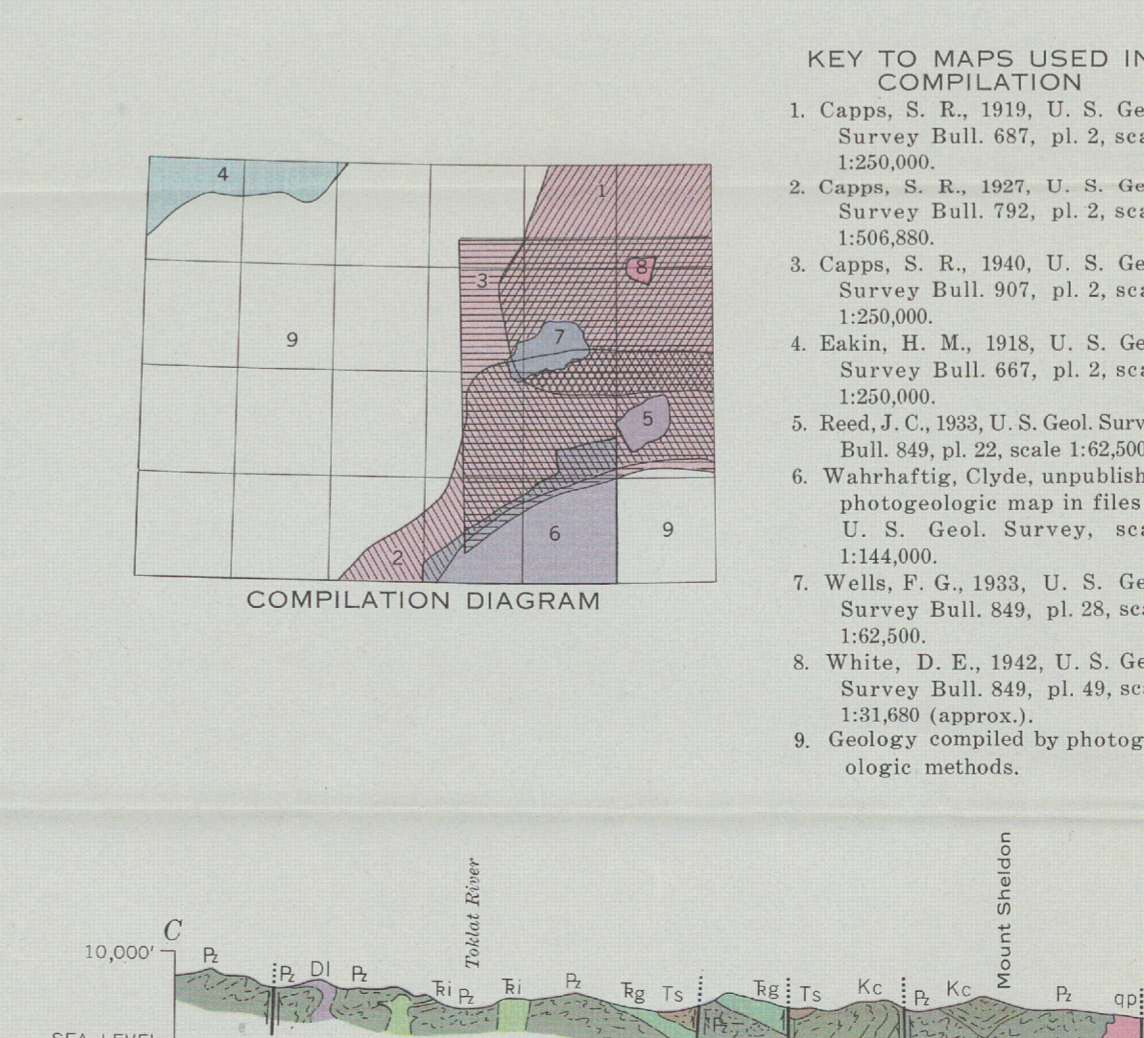 KEY TO MAPS USED IN
COMPILATION
1. Capps, S. R., 1919, U. S. Ge
Survey Bull. 687, pl. 2, sca
1:250,000.
2. Capps, S. R., 1927, U. S. Ge
Survey Bull. 792, pl. 2, sca
1:506,880.
3. Capps, S. R., 1940, U. S. Ge
Survey Bull. 907, pl. 2, sca
1:250,000.
4. Eakin, H. M., 1918, U. S. Ge
Survey Bull. 667, pl. 2, sca
1:250,000.
5. Reed, J. C., 1933, U. S. Geol. Surv
Bull. 849, pl. 22, scale 1:62,500
6. Wahrhaftig, Clyde, unpublish
photogeologic map in files
U. S. Geol. Survey, sca
1:144,000.
7. Wells, F. G., 1933, U. S. Ge
Survey Bull. 849, pl. 28, sca
1:62,500.
8. White, D. E., 1942, U. S. Ge
Survey Bull. 849, pl. 49, sca
1:31,680 (approx.).
9. Geology compiled by photog
ologic methods.
4
1
3
8
9
7
5
6
9
2
COMPILATION DIAGRAM
Toklat River
Mount Sheldon
C
10,000'
Pz
Pz
Dl
Pz
TRi
Pz
TRi
Pz
TRg
Ts
TRg
Ts
Kc
Pz
Kc
Pz
qp
Pz
SEA LEVEL